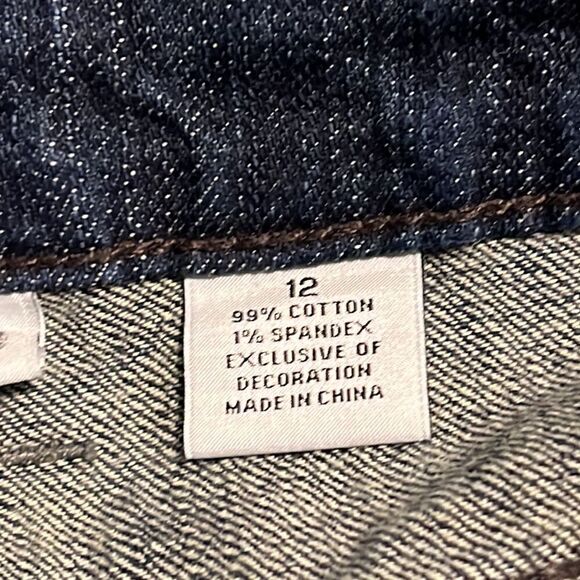 12
99% COTTON
1% SPANDEX
EXCLUSIVE OF
DECORATION
MADE IN CHINA